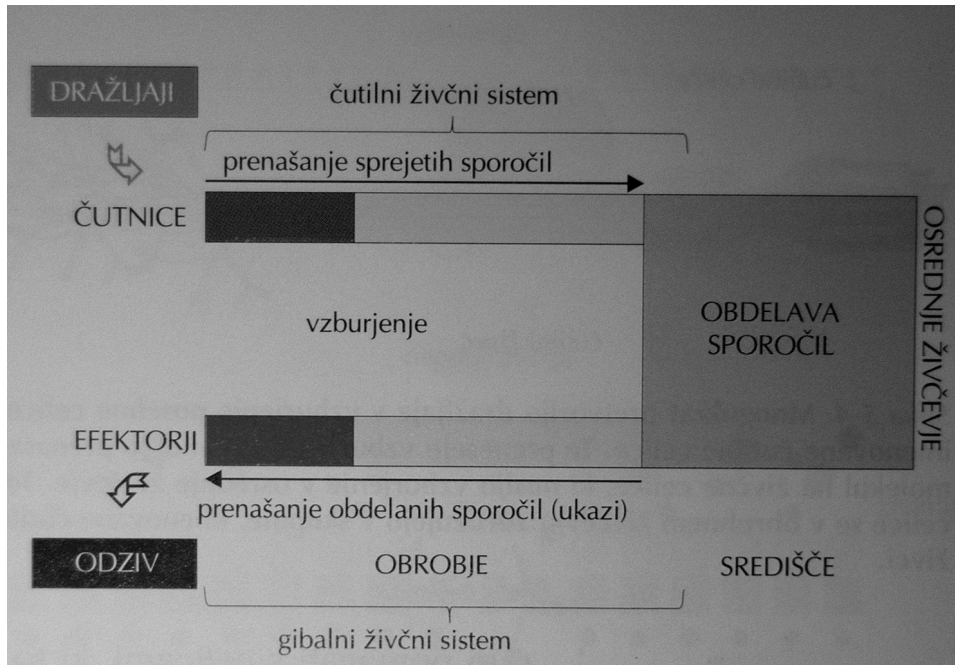 DRAŽLJAJI
čutilni živčni sistem
prenašanje sprejetih sporočil
ČUTNICE
vzburjenje
OBDELAVA
SPOROČIL
OSREDNJE ŽIVČEVJE
EFEKTORJI
prenašanje obdelanih sporočil (ukazi)
ODZIV
OBROBJE
SREDIŠČE
gibalni živčni sistem